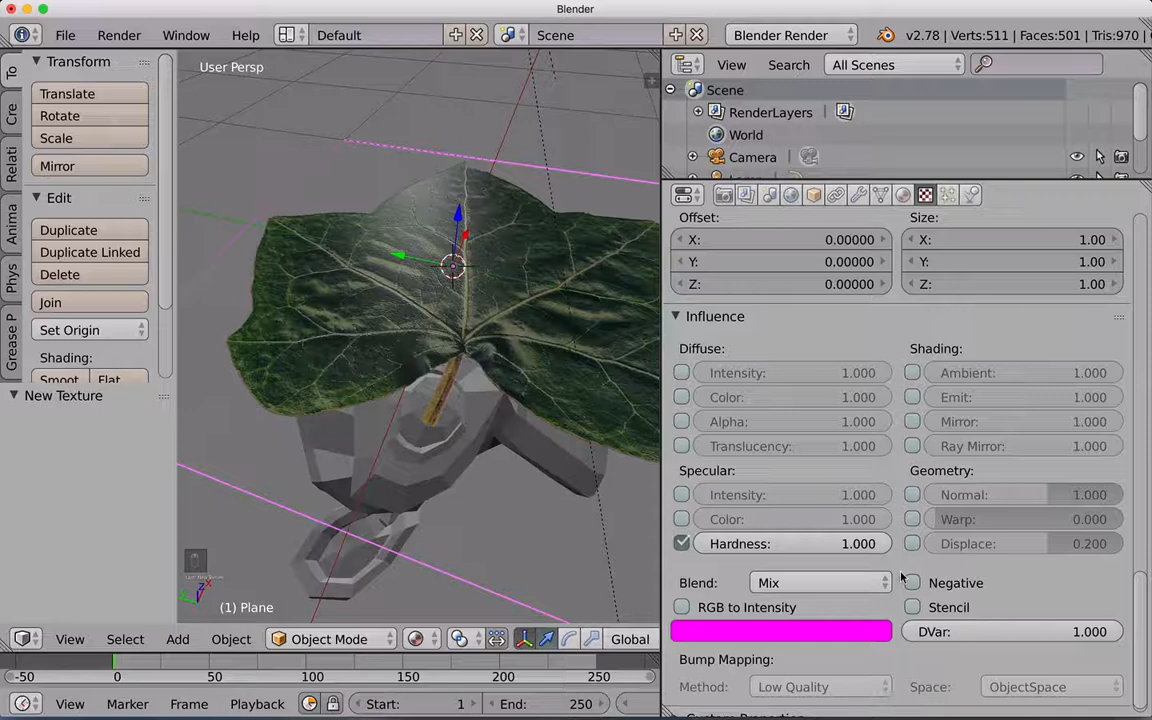 Blender
File Render Window Help Default Scene Blender Render v2.78 | Verts:511 | Faces:501 | Tris:970 |
View Search All Scenes
Scene
RenderLayers |
World
Camera |
To
Cre
Relati
Anima
Phys
Grease P
Transform
Translate
Rotate
Scale
Mirror
Edit
Duplicate
Duplicate Linked
Delete
Join
Set Origin
Shading:
Smoot Flat
New Texture
User Persp
(1) Plane
Offset: Size:
X: 0.00000 X: 1.00
Y: 0.00000 Y: 1.00
Z: 0.00000 Z: 1.00
Influence
Diffuse: Shading:
Intensity: 1.000 Ambient: 1.000
Color: 1.000 Emit: 1.000
Alpha: 1.000 Mirror: 1.000
Translucency: 1.000 Ray Mirror: 1.000
Specular: Geometry:
Intensity: 1.000 Normal: 1.000
Color: 1.000 Warp: 0.000
Hardness: 1.000 Displace: 0.200
Blend: Mix Negative
RGB to Intensity Stencil
DVar: 1.000
Bump Mapping:
Method: Low Quality Space: ObjectSpace
View Select Add Object Object Mode Global
-50 0 50 100 150 200 250
View Marker Frame Playback Start: 1 End: 250